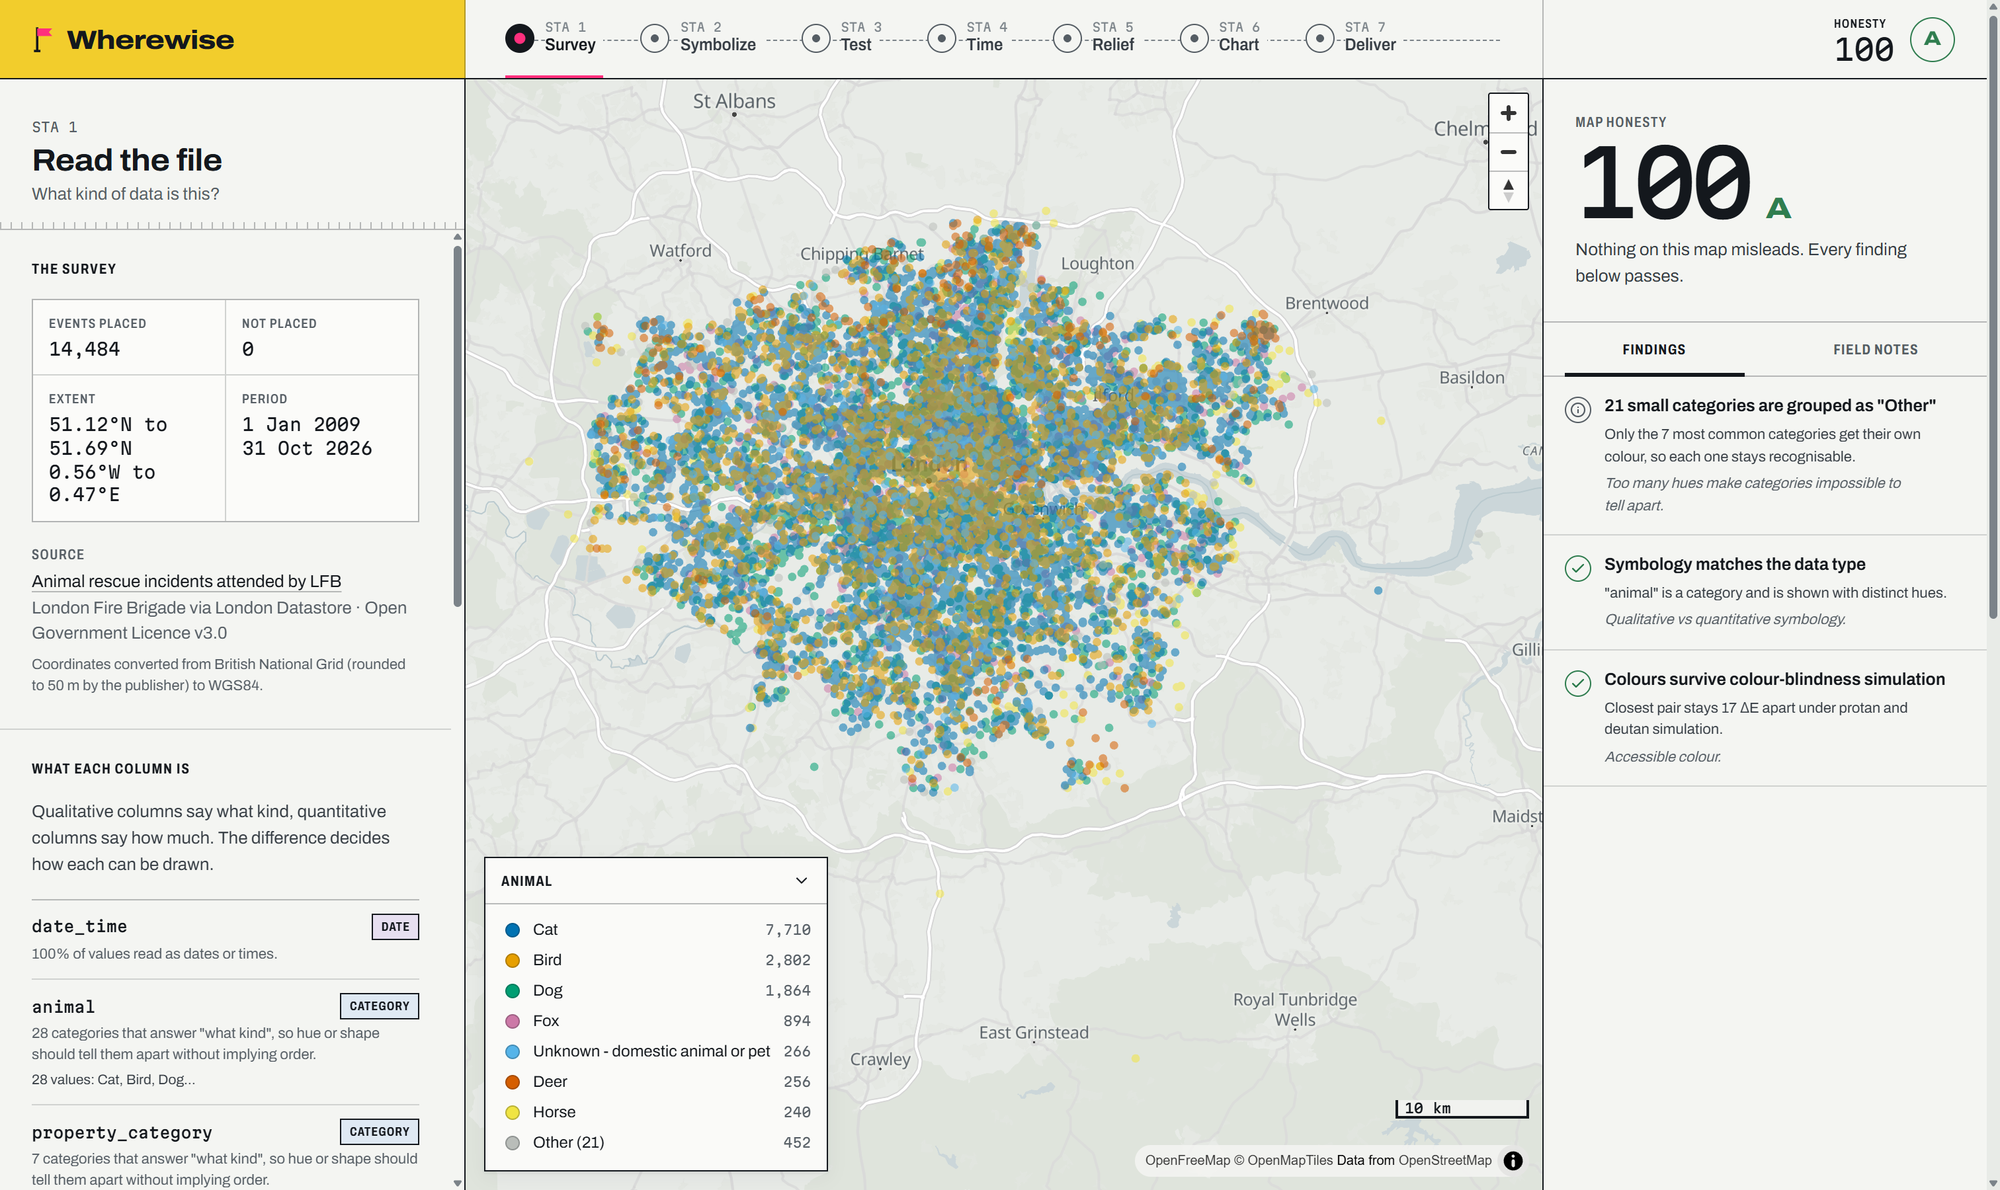 Wherewise
STA 1
Survey
STA 2
Symbolize
STA 3
Test
STA 4
Time
STA 5
Relief
STA 6
Chart
STA 7
Deliver
HONESTY
100
A
STA 1
Read the file
What kind of data is this?
THE SURVEY
EVENTS PLACED
14,484
NOT PLACED
0
EXTENT
51.12°N to
51.69°N
0.56°W to
0.47°E
PERIOD
1 Jan 2009
31 Oct 2026
SOURCE
Animal rescue incidents attended by LFB
London Fire Brigade via London Datastore · Open
Government Licence v3.0
Coordinates converted from British National Grid (rounded
to 50 m by the publisher) to WGS84.
WHAT EACH COLUMN IS
Qualitative columns say what kind, quantitative
columns say how much. The difference decides
how each can be drawn.
date_time
DATE
100% of values read as dates or times.
animal
CATEGORY
28 categories that answer "what kind", so hue or shape
should tell them apart without implying order.
28 values: Cat, Bird, Dog...
property_category
CATEGORY
7 categories that answer "what kind", so hue or shape should
tell them apart without implying order.
St Albans
Watford
Chipping Barnet
Loughton
Brentwood
Basildon
Ilford
London
Greenwich
Royal Tunbridge
Wells
East Grinstead
Crawley
ANIMAL
Cat 7,710
Bird 2,802
Dog 1,864
Fox 894
Unknown - domestic animal or pet 266
Deer 256
Horse 240
Other (21) 452
10 km
OpenFreeMap © OpenMapTiles Data from OpenStreetMap
MAP HONESTY
100 A
Nothing on this map misleads. Every finding
below passes.
FINDINGS
FIELD NOTES
21 small categories are grouped as "Other"
Only the 7 most common categories get their own
colour, so each one stays recognisable.
Too many hues make categories impossible to
tell apart.
Symbology matches the data type
"animal" is a category and is shown with distinct hues.
Qualitative vs quantitative symbology.
Colours survive colour-blindness simulation
Closest pair stays 17 ΔE apart under protan and
deutan simulation.
Accessible colour.